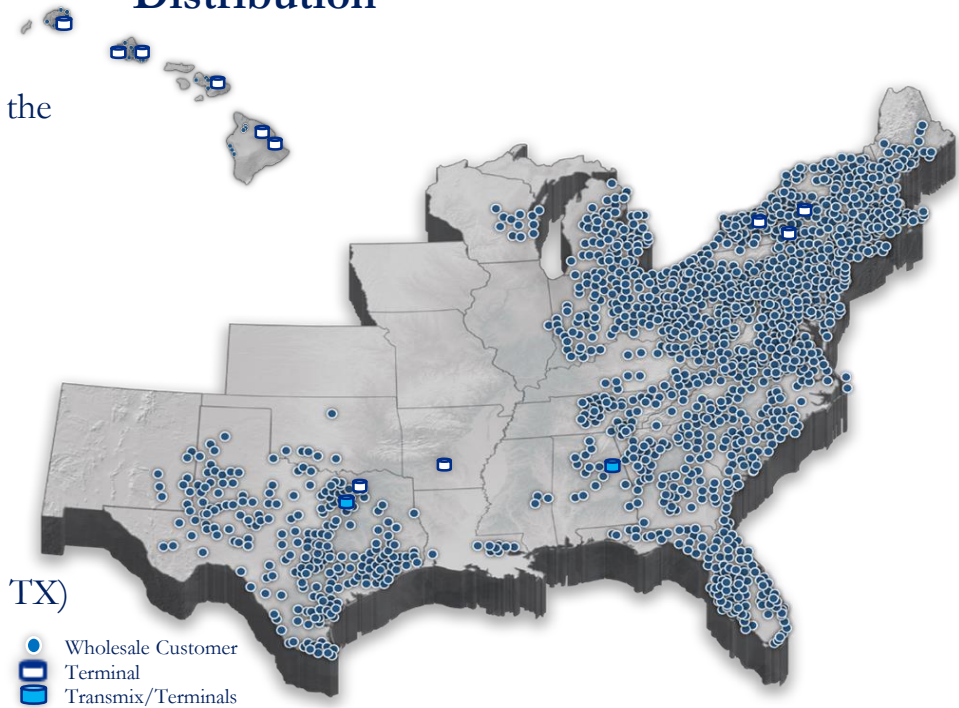 Distribution
the
TX)
Wholesale Customer
Terminal
Transmix/Terminals